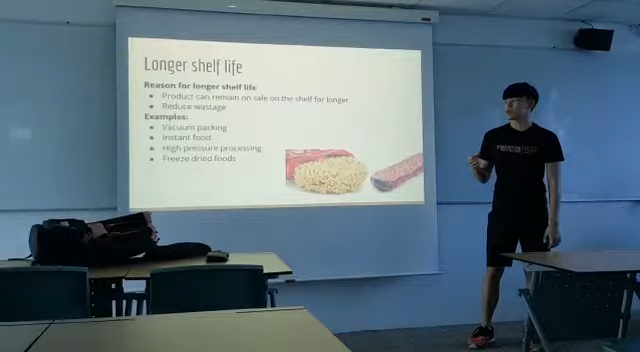 Longer shelf life
Reason for longer shelf life
● Product can remain on sale on the shelf for longer
● Reduce wastage
Examples:
● Vacuum packing
● Instant food
● High pressure processing
● Freeze dried foods